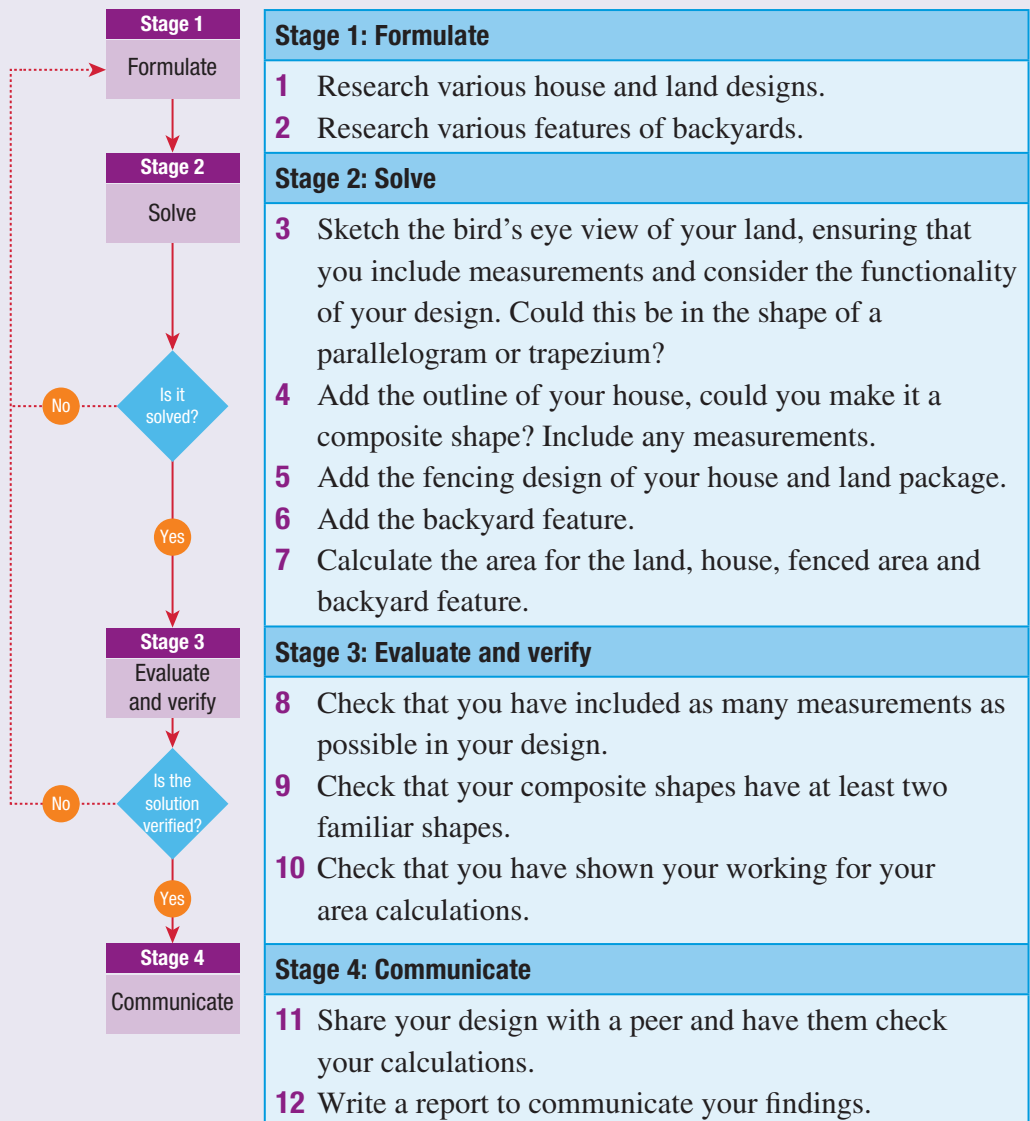 Stage 1
Formulate
Stage 2
Solve
Is it
solved?
No
Yes
Stage 3
Evaluate
and verify
Is the
solution
verified?
No
Yes
Stage 4
Communicate
Stage 1: Formulate
1 Research various house and land designs.
2 Research various features of backyards.
Stage 2: Solve
3 Sketch the bird’s eye view of your land, ensuring that
you include measurements and consider the functionality
of your design. Could this be in the shape of a
parallelogram or trapezium?
4 Add the outline of your house, could you make it a
composite shape? Include any measurements.
5 Add the fencing design of your house and land package.
6 Add the backyard feature.
7 Calculate the area for the land, house, fenced area and
backyard feature.
Stage 3: Evaluate and verify
8 Check that you have included as many measurements as
possible in your design.
9 Check that your composite shapes have at least two
familiar shapes.
10 Check that you have shown your working for your
area calculations.
Stage 4: Communicate
11 Share your design with a peer and have them check
your calculations.
12 Write a report to communicate your findings.